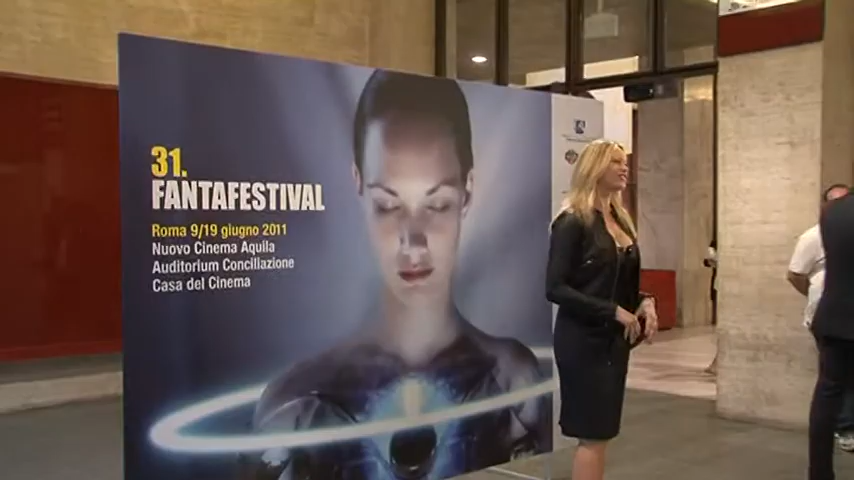 31.
FANTAFESTIVAL
Roma 9/19 giugno 2011
Nuovo Cinema Aquila
Auditorium Conciliazione
Casa del Cinema